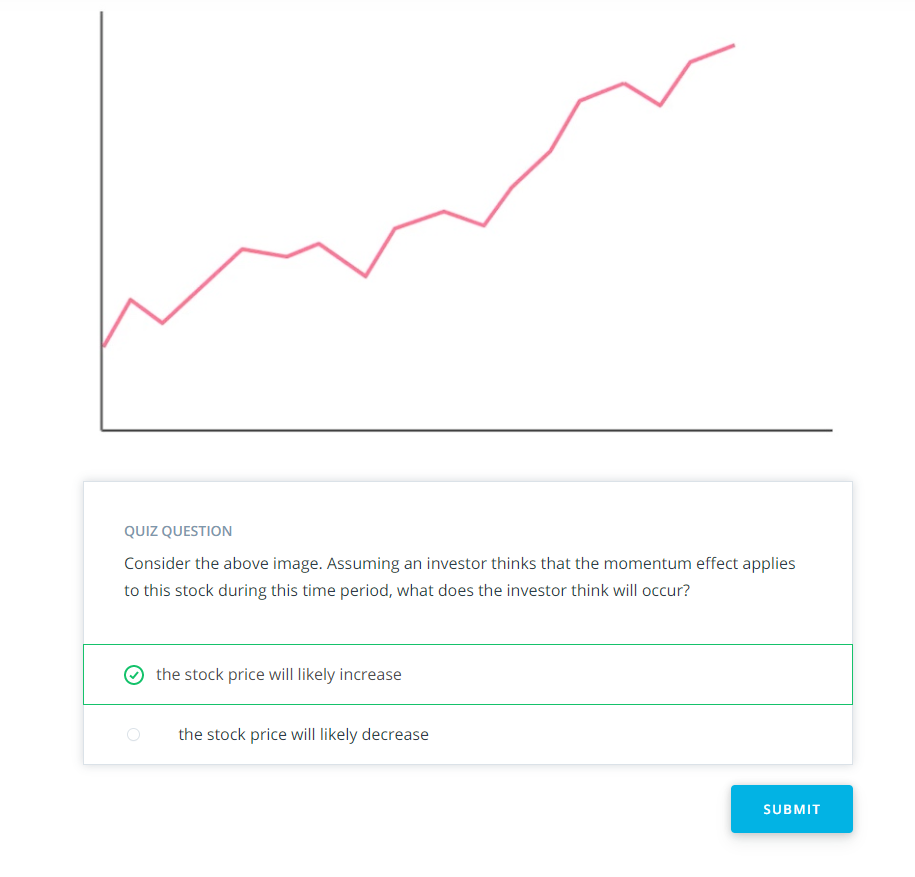 QUIZ QUESTION
Consider the above image. Assuming an investor thinks that the momentum effect applies
to this stock during this time period, what does the investor think will occur?
the stock price will likely increase
the stock price will likely decrease
SUBMIT